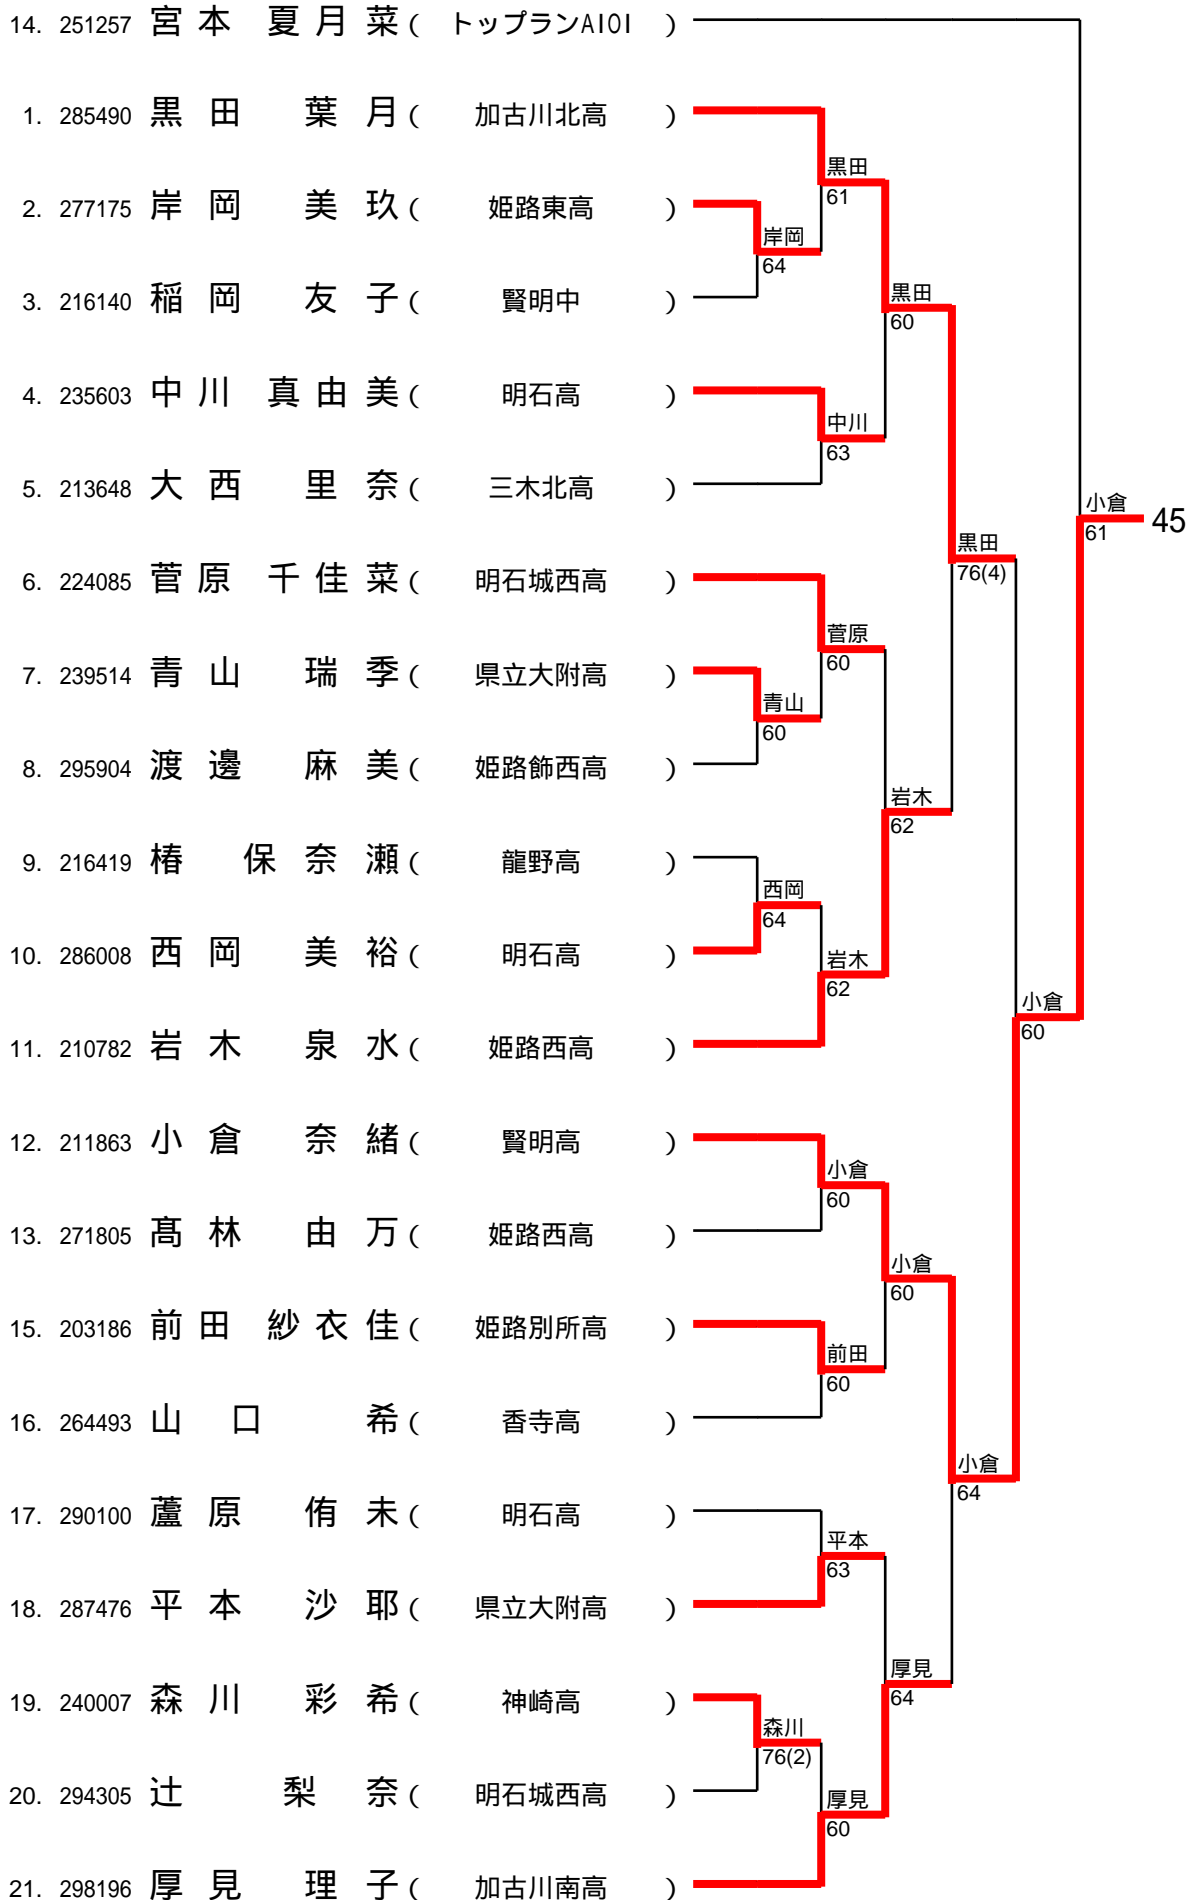 14. 251257 宮本 夏月菜 ( トップランAIOI )
1. 285490 黒田 葉月 ( 加古川北高 )
黒田
61
2. 277175 岸岡 美玖 ( 姫路東高 )
岸岡
64
3. 216140 稲岡 友子 ( 賢明中 )
黒田
60
4. 235603 中川 真由美 ( 明石高 )
中川
63
5. 213648 大西 里奈 ( 三木北高 )
小倉
61
45
黒田
76(4)
6. 224085 菅原 千佳菜 ( 明石城西高 )
菅原
60
7. 239514 青山 瑞季 ( 県立大附高 )
青山
60
8. 295904 渡邊 麻美 ( 姫路飾西高 )
岩木
62
9. 216419 椿 保奈瀬 ( 龍野高 )
西岡
64
10. 286008 西岡 美裕 ( 明石高 )
岩木
62
小倉
60
11. 210782 岩木 泉水 ( 姫路西高 )
12. 211863 小倉 奈緒 ( 賢明高 )
小倉
60
13. 271805 髙林 由万 ( 姫路西高 )
小倉
60
15. 203186 前田 紗衣佳 ( 姫路別所高 )
前田
60
16. 264493 山口 希 ( 香寺高 )
小倉
64
17. 290100 蘆原 侑未 ( 明石高 )
平本
63
18. 287476 平本 沙耶 ( 県立大附高 )
厚見
64
19. 240007 森川 彩希 ( 神崎高 )
森川
76(2)
20. 294305 辻 梨奈 ( 明石城西高 )
厚見
60
21. 298196 厚見 理子 ( 加古川南高 )